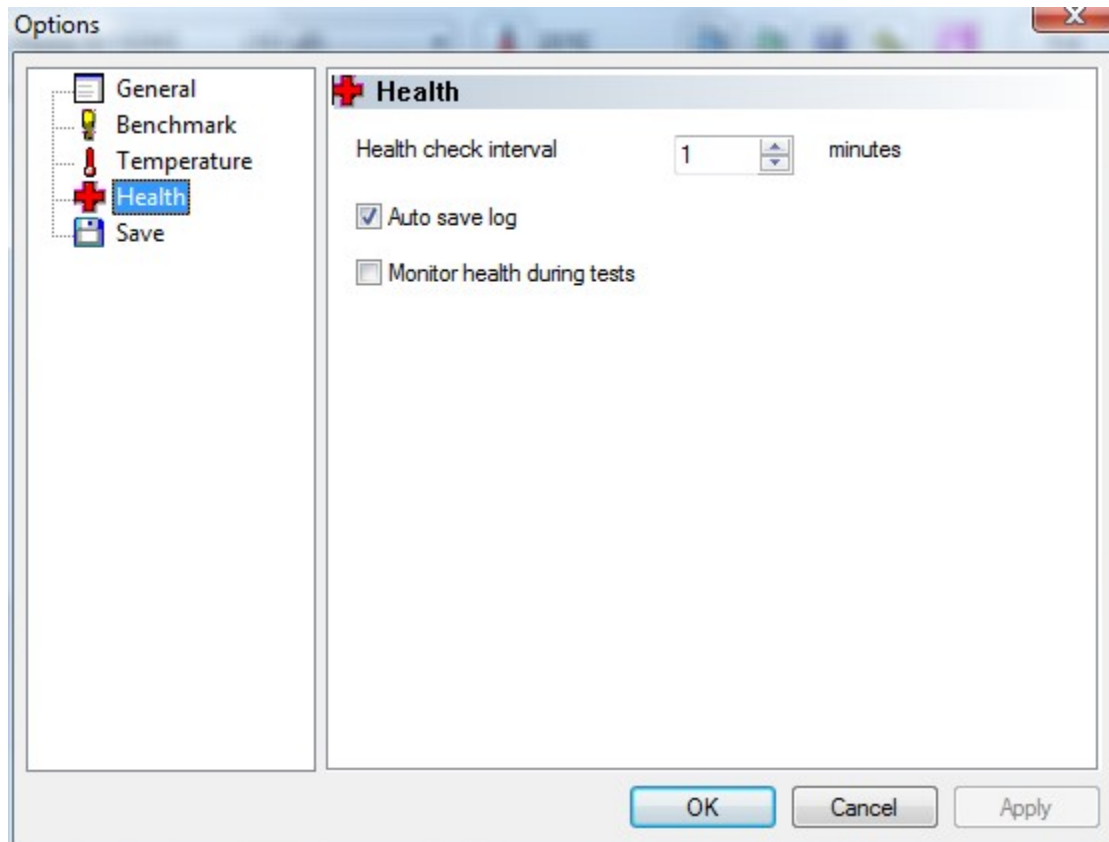 Options
General
Benchmark
Temperature
Health
Save
Health
Health check interval 1 minutes
Auto save log
Monitor health during tests
OK Cancel Apply